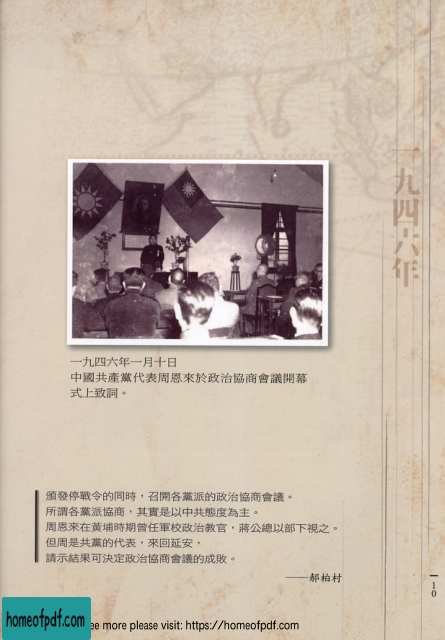 一九四六年
一九四六年一月十日
中國共產黨代表周恩來於政治協商會議開幕
式上致詞。
頒發停戰令的同時，召開各黨派的政治協商會議。
所謂各黨派協商，其實是以中共態度為主。
周恩來在黃埔時期曾任軍校政治教官，蔣公總以部下視之。
但周是共黨的代表，來回延安，
請示結果可決定政治協商會議的成敗。
——郝柏村
10
homeofpdf.com
ee more please visit: https://homeofpdf.com